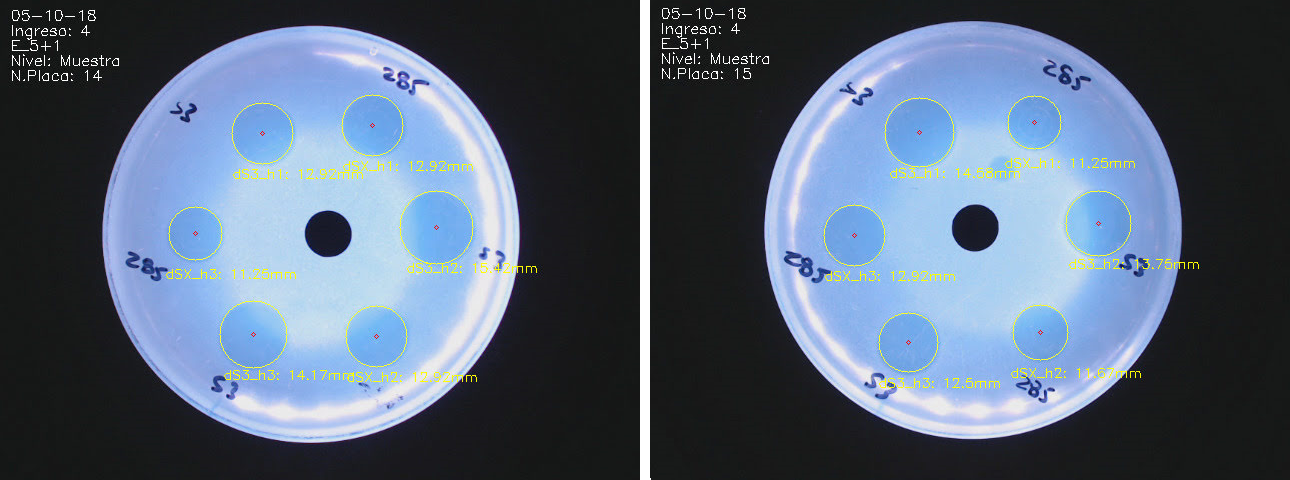 05-10-18
Ingreso: 4
E_5+1
Nivel: Muestra
N.Placa: 14
S3
285
dS3_h1: 12.92mm
dSX_h1: 12.92mm
S3
dS3_h2:
285
dSX_h3: 11.25mm
dS3_h3: 14.17mm
dSX_h2:
S3
05-10-18
Ingreso: 4
E_5+1
Nivel: Muestra
N.Placa: 15
S3
285
dSX_h1: 11.25mm
dS3_h1: 14.58mm
285
S3
dS3_h2: 13.75mm
dSX_h3: 12.92mm
dSX_h2: 11.67mm
dS3_h3: 12.5mm
S3
285